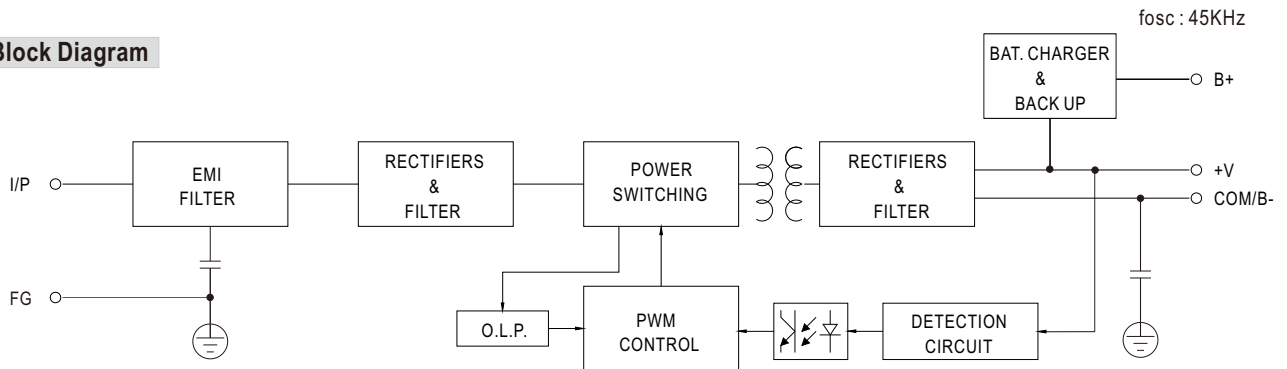 fosc : 45KHz
Block Diagram
BAT. CHARGER
&
BACK UP
B+
I/P
EMI
FILTER
RECTIFIERS
&
FILTER
POWER
SWITCHING
RECTIFIERS
&
FILTER
+V
COM/B-
FG
O.L.P.
PWM
CONTROL
DETECTION
CIRCUIT